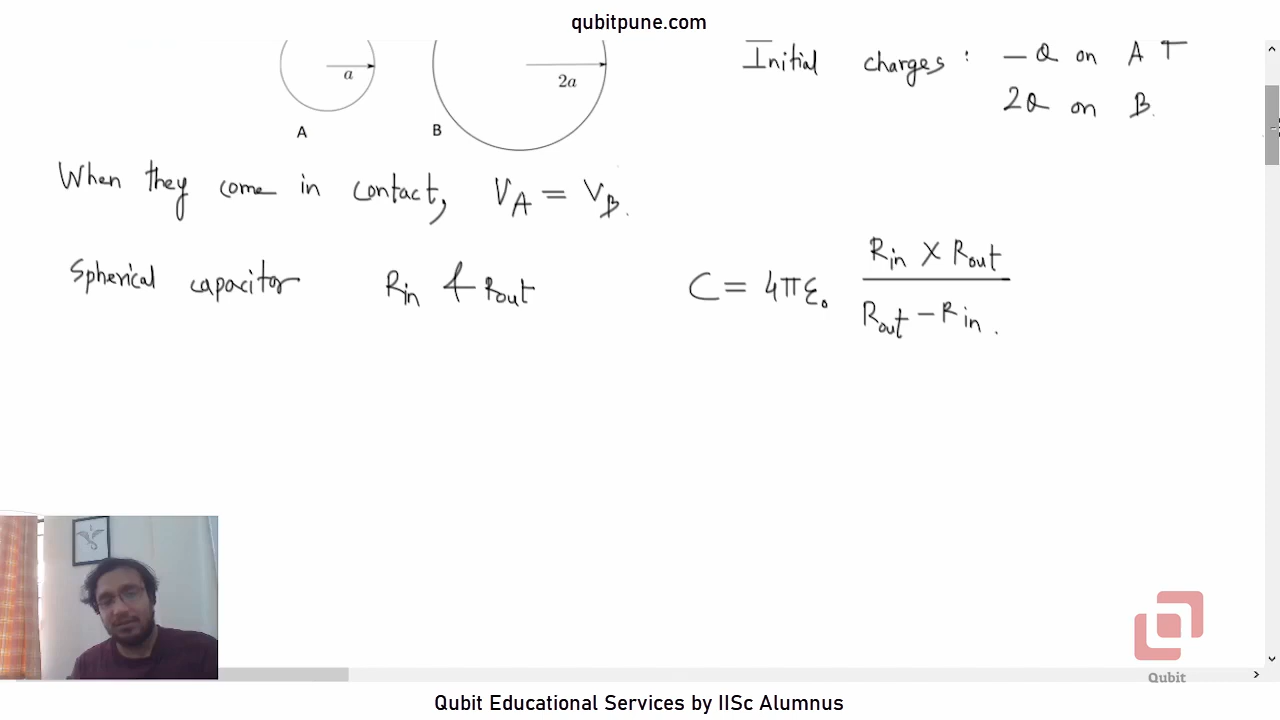 qubitpune.com
a
2a
A
B
Initial charges : -Q on A
2Q on B.
When they come in contact, V_A = V_B.
Spherical capacitor R_in & R_out
C = 4πε₀ R_in × R_out
R_out - R_in.
Qubit
Qubit Educational Services by IISc Alumnus